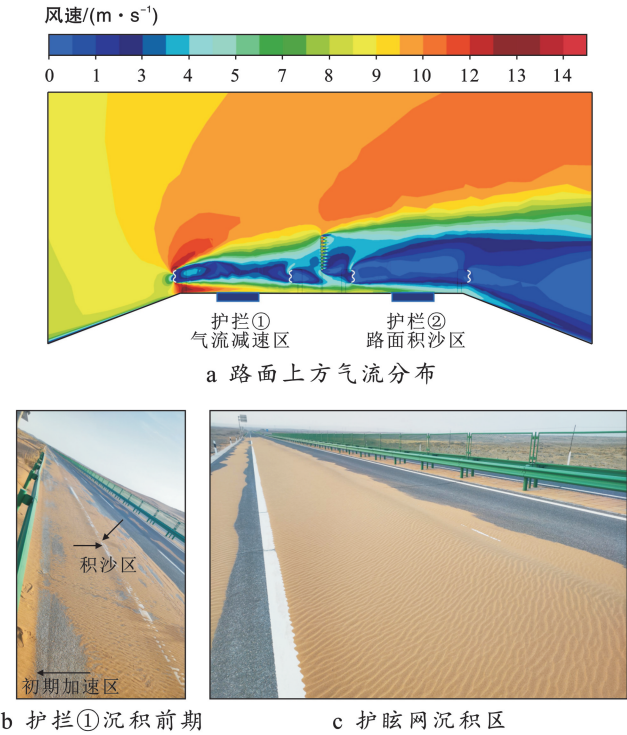 风速/(m·s⁻¹)
0 1 3 4 5 7 8 9 10 12 13 14
护拦① 护栏②
气流减速区 路面积沙区
a 路面上方气流分布
积沙区
初期加速区
b 护拦①沉积前期 c 护眩网沉积区